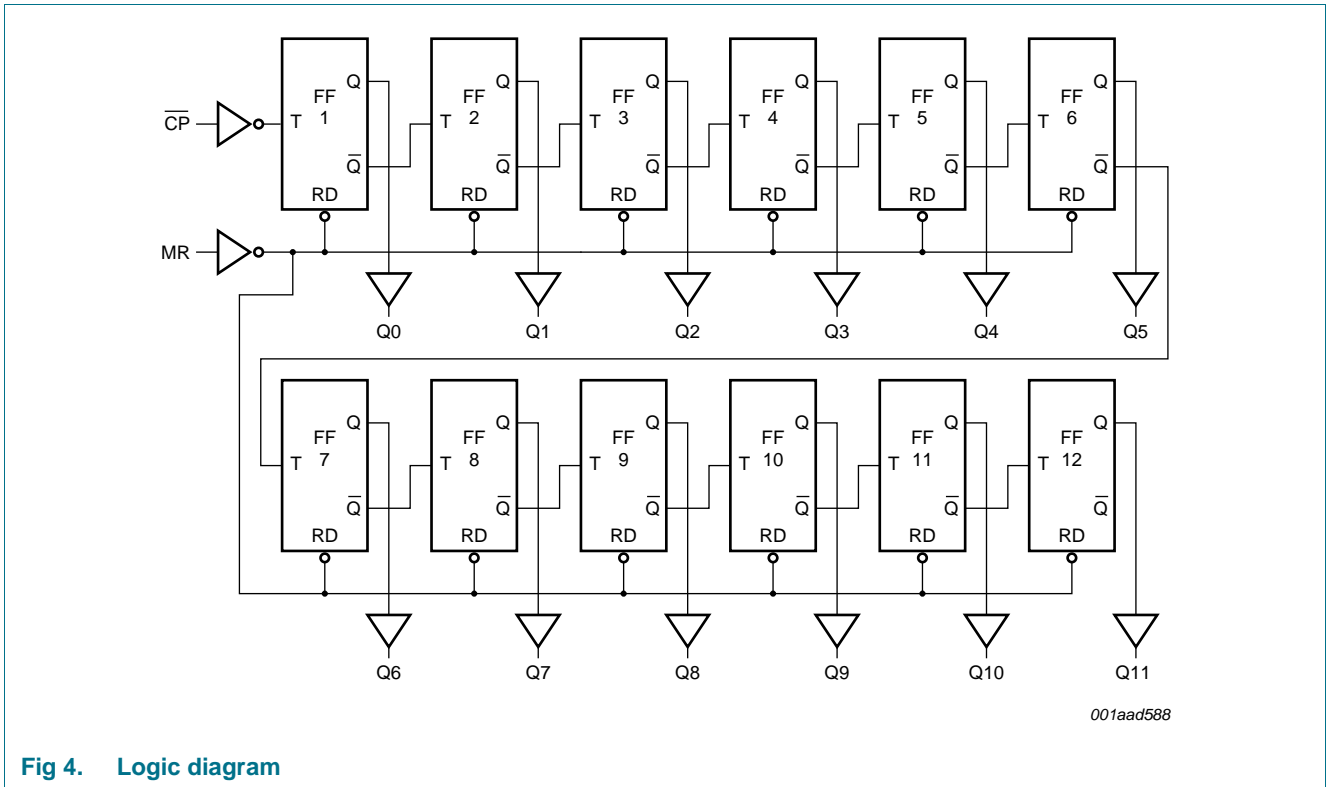 Q Q Q Q Q Q
FF FF FF FF FF FF
1 2 3 4 5 6
C̅P̅ T T T T T T
Q̅ Q̅ Q̅ Q̅ Q̅ Q̅
RD RD RD RD RD RD
MR
Q0 Q1 Q2 Q3 Q4 Q5
Q Q Q Q Q Q
FF FF FF FF FF FF
7 8 9 10 11 12
T T T T T T
Q̅ Q̅ Q̅ Q̅ Q̅ Q̅
RD RD RD RD RD RD
Q6 Q7 Q8 Q9 Q10 Q11
001aad588
Fig 4. Logic diagram